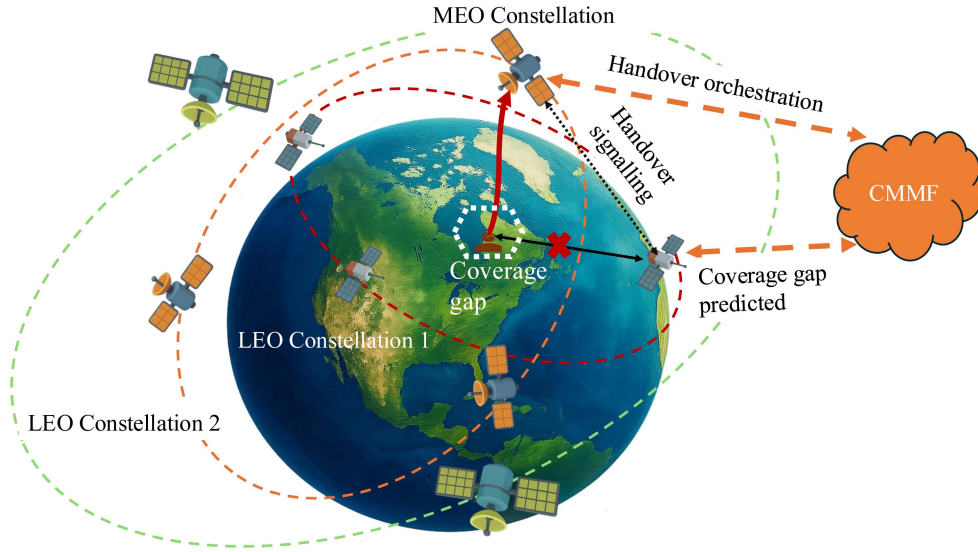 MEO Constellation
Handover orchestration
Handover
signalling
CMMF
Coverage
gap
Coverage gap
predicted
LEO Constellation 1
LEO Constellation 2